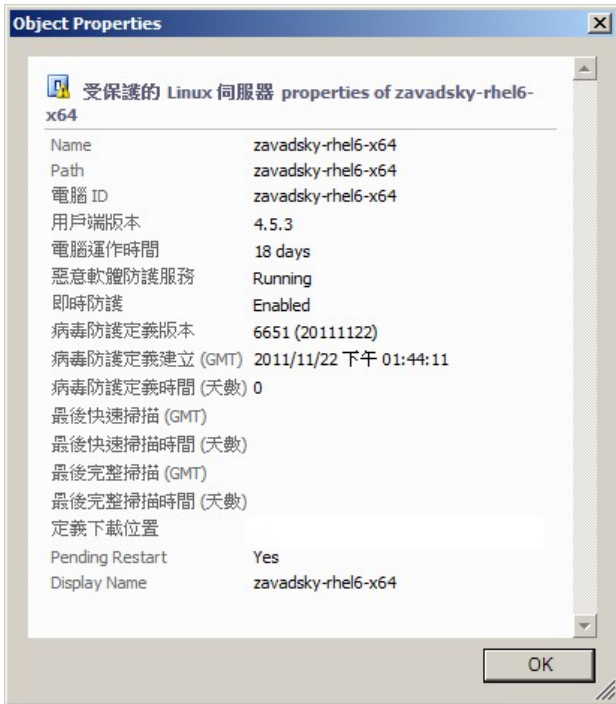 Object Properties
受保護的 Linux 伺服器 properties of zavadsky-rhel6-
x64
Name zavadsky-rhel6-x64
Path zavadsky-rhel6-x64
電腦 ID zavadsky-rhel6-x64
用戶端版本 4.5.3
電腦運作時間 18 days
惡意軟體防護服務 Running
即時防護 Enabled
病毒防護定義版本 6651 (20111122)
病毒防護定義建立 (GMT) 2011/11/22 下午 01:44:11
病毒防護定義時間 (天數) 0
最後快速掃描 (GMT)
最後快速掃描時間 (天數)
最後完整掃描 (GMT)
最後完整掃描時間 (天數)
定義下載位置
Pending Restart Yes
Display Name zavadsky-rhel6-x64
OK